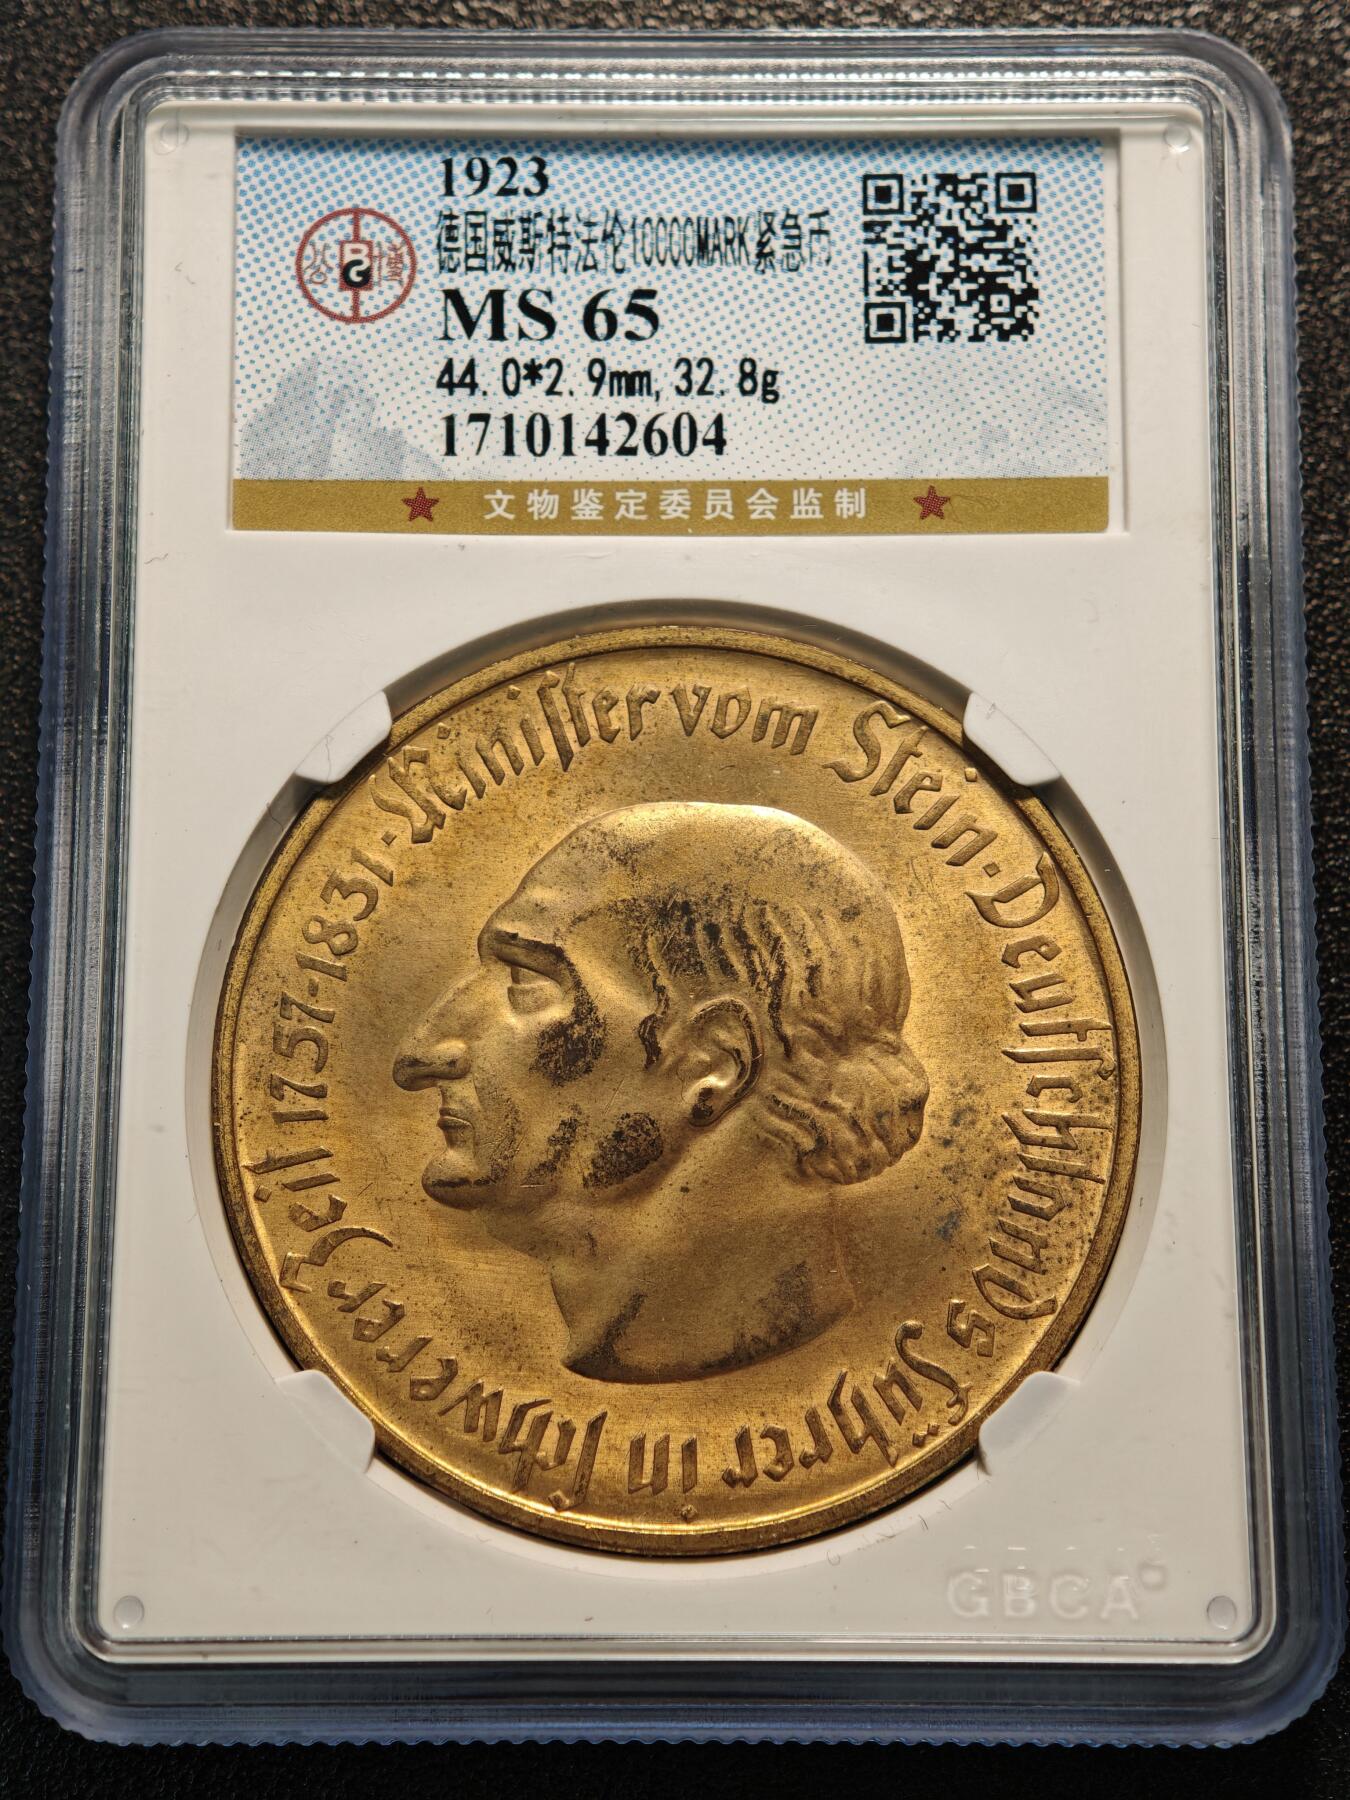 1923
德国威斯特法伦10000MARK紧急币
MS 65
44.0*2.9mm, 32.8g
1710142604
公博
文物鉴定委员会监制
Minister vom Stein·Deutschlands Führer in schwerer Zeit 1757-1831·
GBCA